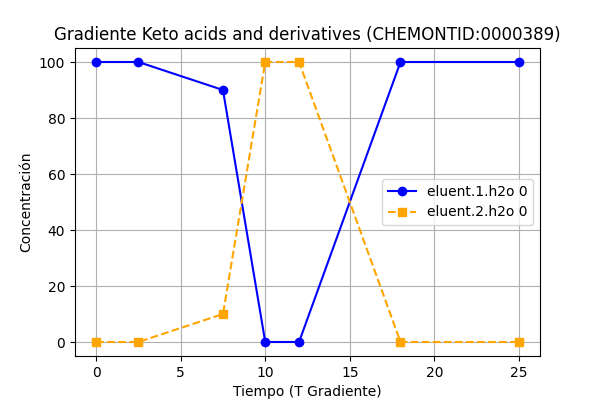 Gradiente Keto acids and derivatives (CHEMONTID:0000389)
100
80
60
40
20
0
Concentración
eluent.1.h2o 0
eluent.2.h2o 0
0 5 10 15 20 25
Tiempo (T Gradiente)